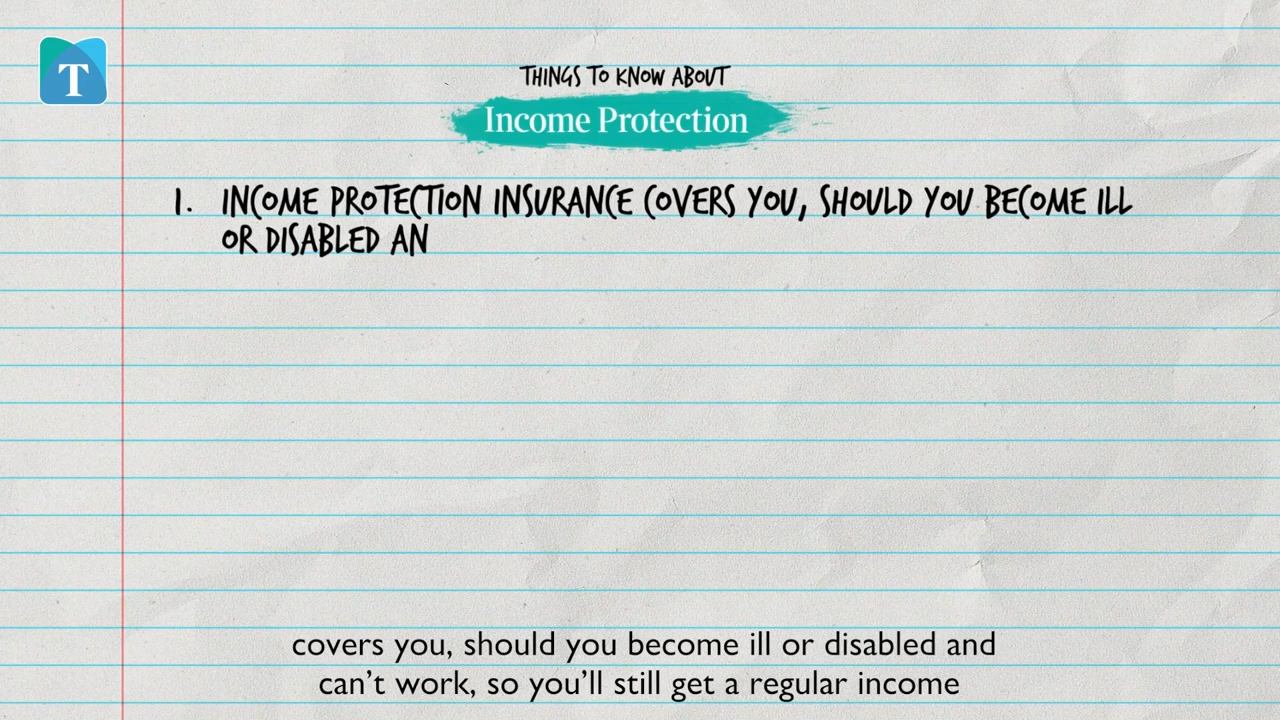 T
THINGS TO KNOW ABOUT
Income Protection
1. INCOME PROTECTION INSURANCE COVERS YOU, SHOULD YOU BECOME ILL
OR DISABLED AN
covers you, should you become ill or disabled and
can’t work, so you’ll still get a regular income